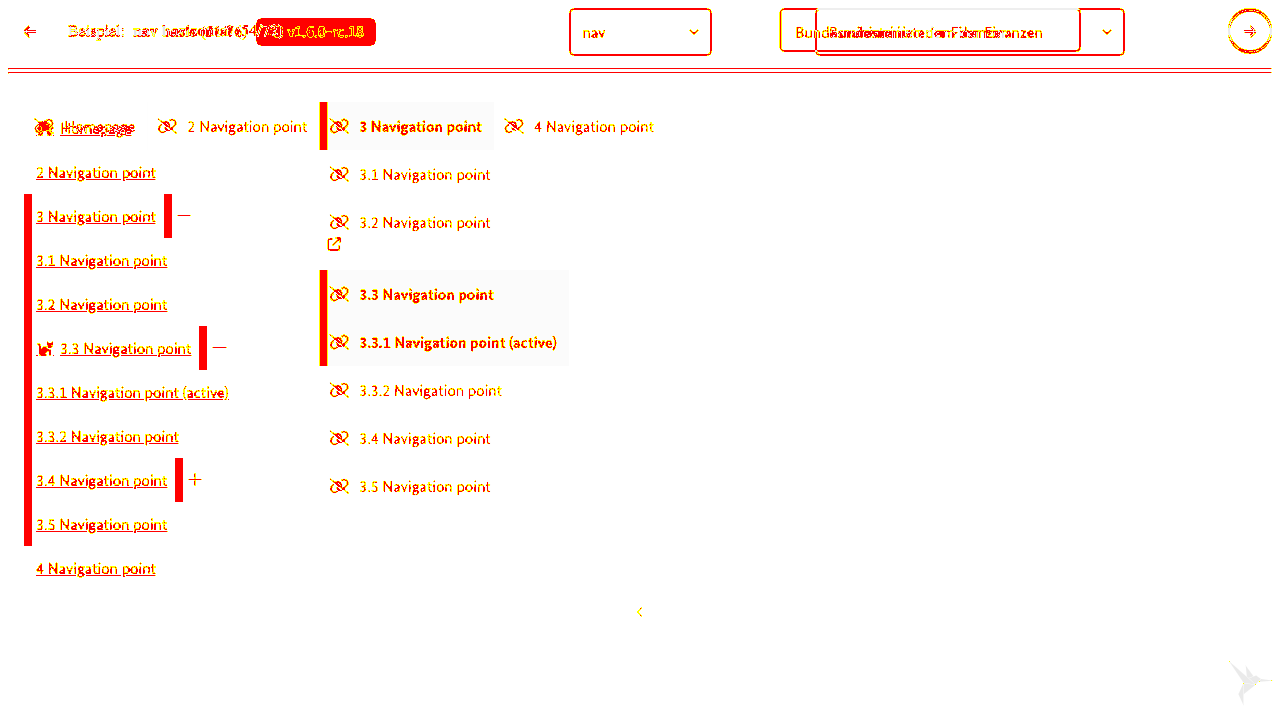 Beispiel: nav v1.6.0-rc.18
nav
Homepage
2 Navigation point
3 Navigation point
4 Navigation point
2 Navigation point
3.1 Navigation point
3 Navigation point
3.2 Navigation point
3.1 Navigation point
3.3 Navigation point
3.2 Navigation point
3.3.1 Navigation point (active)
3.3 Navigation point
3.3.1 Navigation point (active)
3.3.2 Navigation point
3.3.2 Navigation point
3.4 Navigation point
3.4 Navigation point
3.5 Navigation point
3.5 Navigation point
4 Navigation point